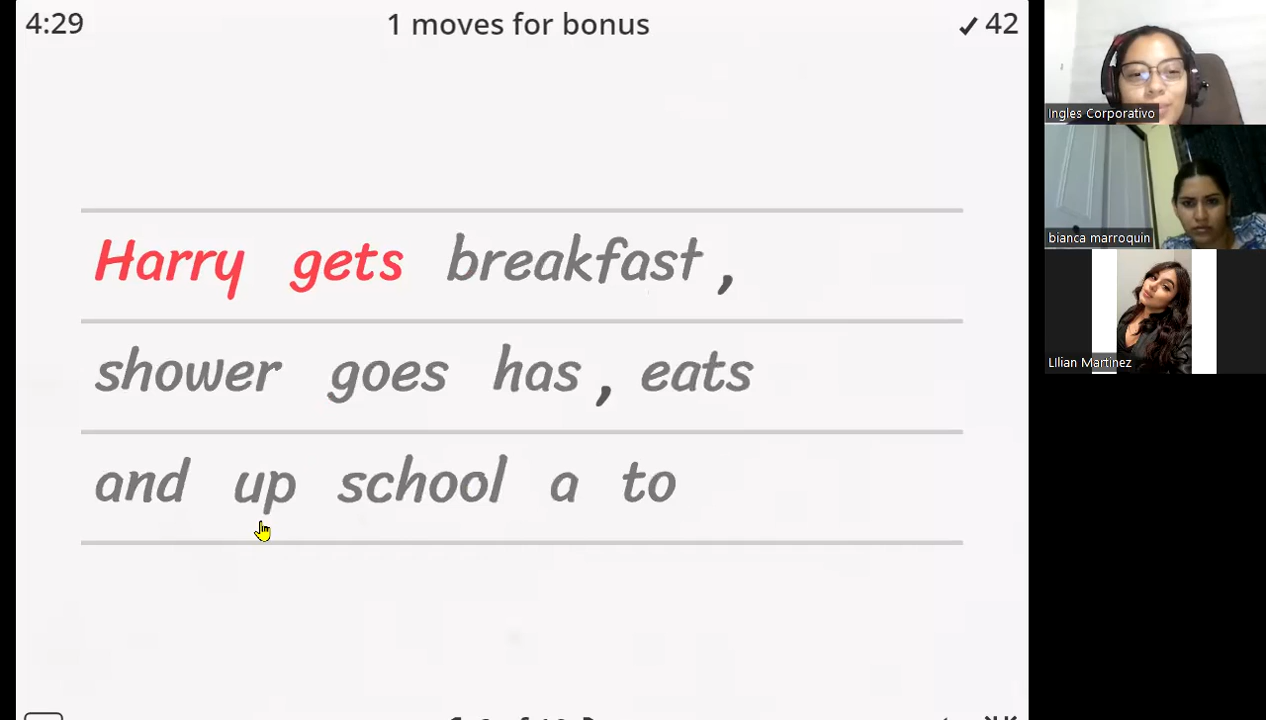 4:29 1 moves for bonus ✓ 42
Harry gets breakfast ,
shower goes has , eats
and up school a to
Ingles Corporativo
bianca marroquin
LIlian Martinez